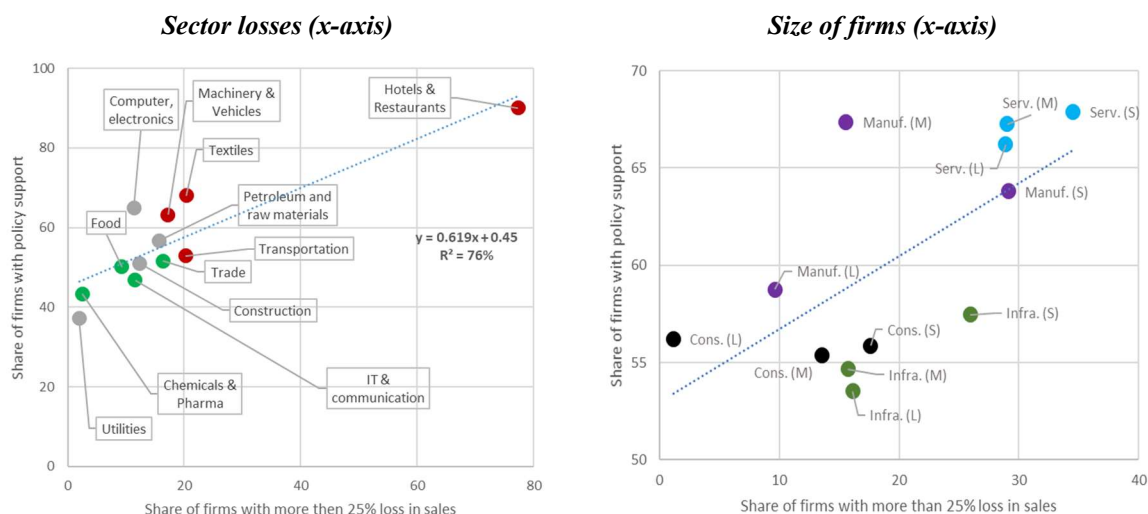 Sector losses (x-axis)
100
80
60
40
20
0
0
20
40
60
80
Share of firms with policy support
Share of firms with more then 25% loss in sales
Computer,
electronics
Machinery &
Vehicles
Hotels &
Restaurants
Textiles
Petroleum and
raw materials
Food
y = 0.619x + 0.45
R² = 76%
Transportation
Trade
Construction
Chemicals &
Pharma
IT &
communication
Utilities
Size of firms (x-axis)
70
65
60
55
50
0
10
20
30
40
Share of firms with policy support
Share of firms with more than 25% loss in sales
Serv. (M)
Serv. (S)
Manuf. (M)
Serv. (L)
Manuf. (S)
Manuf. (L)
Infra. (S)
Cons. (S)
Cons. (L)
Cons. (M)
Infra. (M)
Infra. (L)